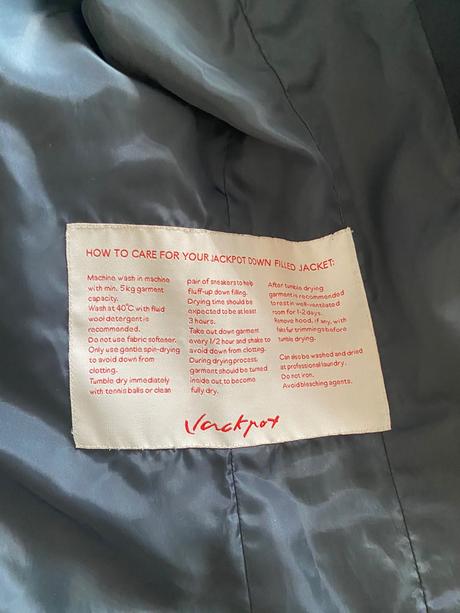 HOW TO CARE FOR YOUR JACKPOT DOWN FILLED JACKET:
Machine wash in machine
with min. 5 kg garment
capacity.
Wash at 40°C with fluid
wool detergent is
recommended.
Do not use fabric softener.
Only use gentle spin-drying
to avoid down from
clotting.
Tumble dry immediately
with tennis balls or clean
pair of sneakers to help
fluff-up down filling.
Drying time should be
expected to be at least
3 hours.
Take out down garment
every 1/2 hour and shake to
avoid down from clotting.
During drying process,
garment should be turned
inside out to become
fully dry.
After tumble drying
garment is recommended
to rest in well-ventilated
room for 1-2 days.
Remove hood, if any, with
fake fur trimmings before
tumble drying.
Can also be washed and dried
at professional laundry.
Do not iron.
Avoid bleaching agents.
Jackpot